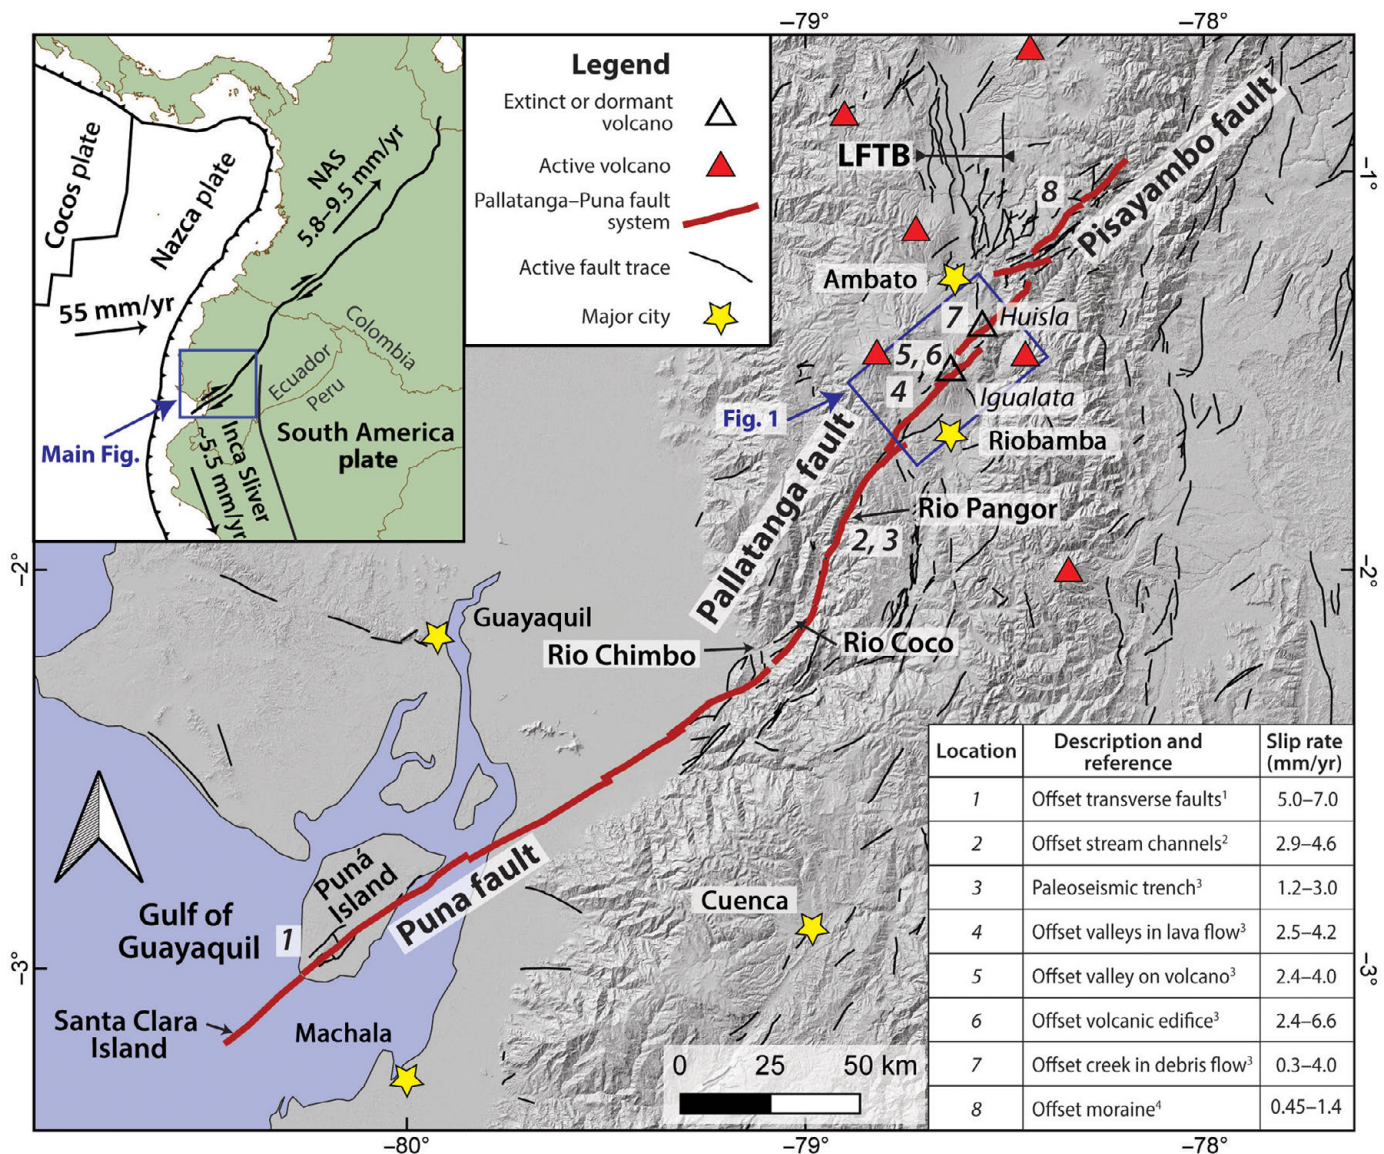 -79°
-78°
Cocos plate
Nazca plate
NAS
5.8–9.5 mm/yr
55 mm/yr
Colombia
Ecuador
Peru
Main Fig.
Inca Sliver
~5.5 mm/yr
South America
plate
Legend
Extinct or dormant
volcano
Active volcano
Pallatanga–Puna fault
system
Active fault trace
Major city
LFTB
8
Pisayambo fault
-1°
Ambato
7
Huisla
5, 6
4
Igualata
Fig. 1
Riobamba
Pallatanga fault
Rio Pangor
2, 3
-2°
-2°
Guayaquil
Rio Chimbo
Rio Coco
Puná
Island
Puna fault
Gulf of
Guayaquil
1
Cuenca
-3°
-3°
Santa Clara
Island
Machala
0 25 50 km
Location Description and reference Slip rate (mm/yr)
1 Offset transverse faults¹ 5.0–7.0
2 Offset stream channels² 2.9–4.6
3 Paleoseismic trench³ 1.2–3.0
4 Offset valleys in lava flow³ 2.5–4.2
5 Offset valley on volcano³ 2.4–4.0
6 Offset volcanic edifice³ 2.4–6.6
7 Offset creek in debris flow³ 0.3–4.0
8 Offset moraine⁴ 0.45–1.4
-80°
-79°
-78°